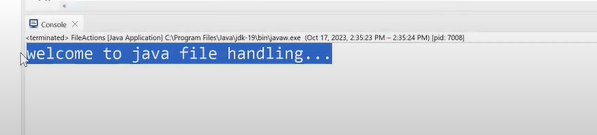 Console
<terminated> FileActions [Java Application] C:\Program Files\Java\jdk-19\bin\javaw.exe (Oct 17, 2023, 2:35:23 PM – 2:35:24 PM) [pid: 7008]
welcome to java file handling...